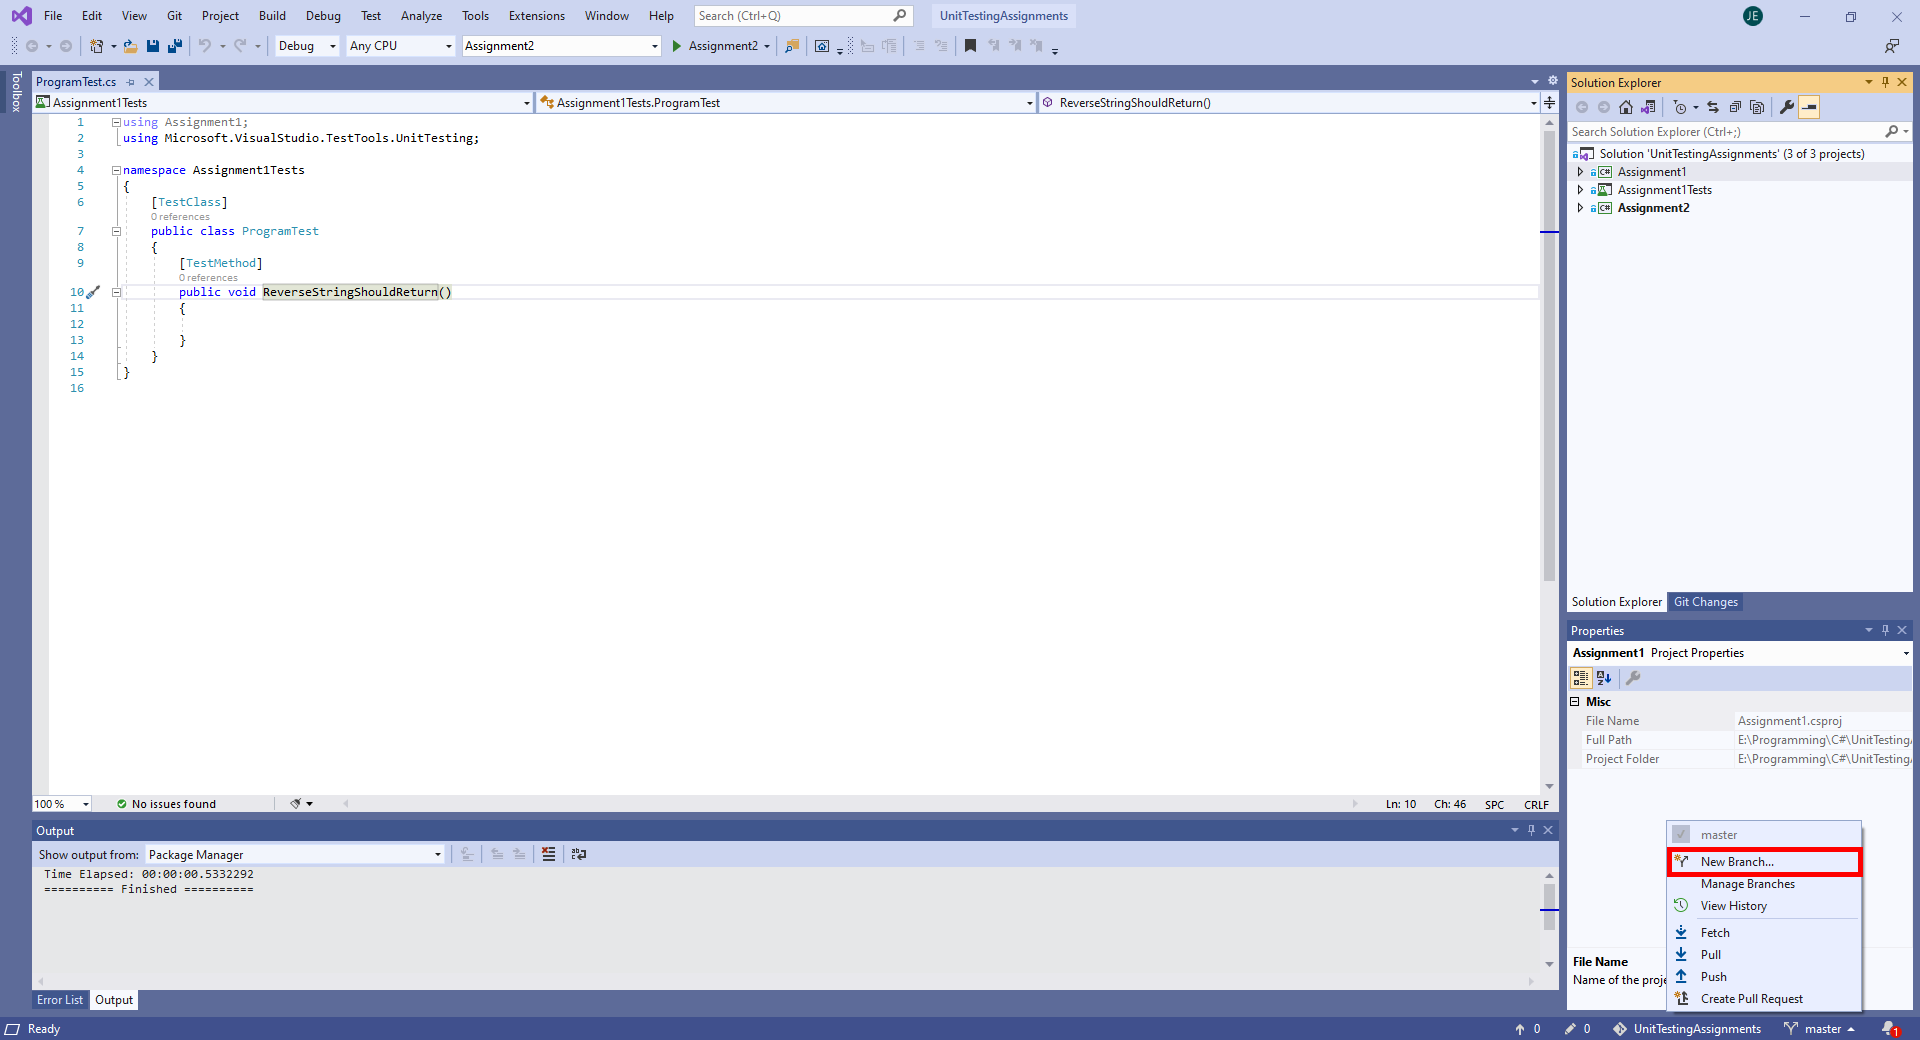 File Edit View Git Project Build Debug Test Analyze Tools Extensions Window Help Search (Ctrl+Q) UnitTestingAssignments JE
Debug Any CPU Assignment2 Assignment2
Toolbox
ProgramTest.cs
Assignment1Tests Assignment1Tests.ProgramTest ReverseStringShouldReturn()
1 using Assignment1;
2 using Microsoft.VisualStudio.TestTools.UnitTesting;
3
4 namespace Assignment1Tests
5 {
6 [TestClass]
0 references
7 public class ProgramTest
8 {
9 [TestMethod]
0 references
10 public void ReverseStringShouldReturn()
11 {
12
13 }
14 }
15 }
16
100 % No issues found Ln: 10 Ch: 46 SPC CRLF
Output
Show output from: Package Manager
Time Elapsed: 00:00:00.5332292
========== Finished ==========
Error List Output
Solution Explorer
Search Solution Explorer (Ctrl+;)
Solution 'UnitTestingAssignments' (3 of 3 projects)
Assignment1
Assignment1Tests
Assignment2
Solution Explorer Git Changes
Properties
Assignment1 Project Properties
Misc
File Name Assignment1.csproj
Full Path E:\Programming\C#\UnitTesting
Project Folder E:\Programming\C#\UnitTesting
File Name
Name of the proje
master
New Branch...
Manage Branches
View History
Fetch
Pull
Push
Create Pull Request
Ready 0 0 UnitTestingAssignments master 1